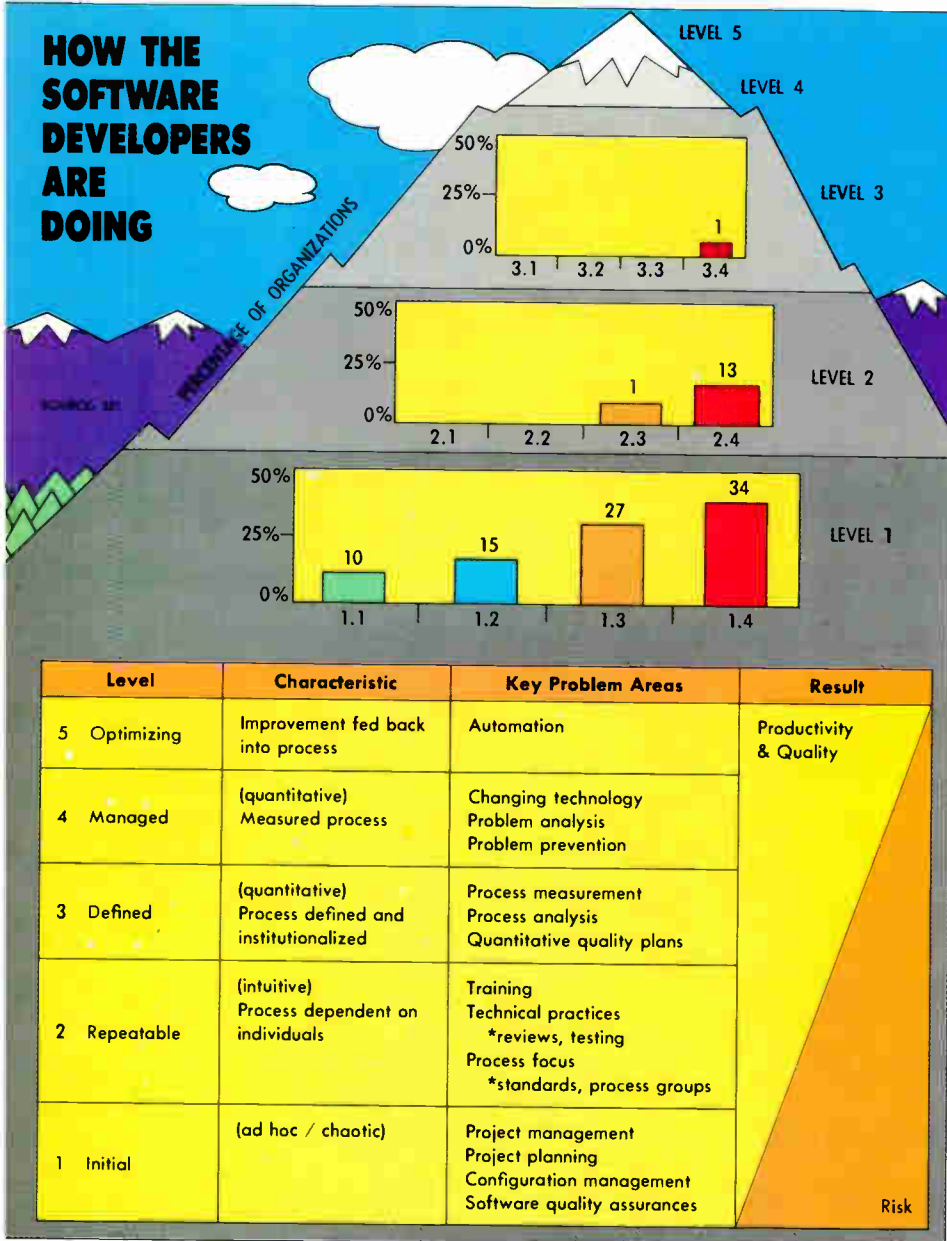 HOW THE
SOFTWARE
DEVELOPERS
ARE
DOING
LEVEL 5
LEVEL 4
LEVEL 3
LEVEL 2
LEVEL 1
PERCENTAGE OF ORGANIZATIONS
50%
25%
0%
1
3.1 3.2 3.3 3.4
50%
25%
0%
1 13
2.1 2.2 2.3 2.4
50%
25%
0%
10 15 27 34
1.1 1.2 1.3 1.4
Level Characteristic Key Problem Areas Result
5 Optimizing
Improvement fed back
into process
Automation
Productivity
& Quality
4 Managed
(quantitative)
Measured process
Changing technology
Problem analysis
Problem prevention
3 Defined
(quantitative)
Process defined and
institutionalized
Process measurement
Process analysis
Quantitative quality plans
2 Repeatable
(intuitive)
Process dependent on
individuals
Training
Technical practices
*reviews, testing
Process focus
*standards, process groups
1 Initial
(ad hoc / chaotic)
Project management
Project planning
Configuration management
Software quality assurances
Risk